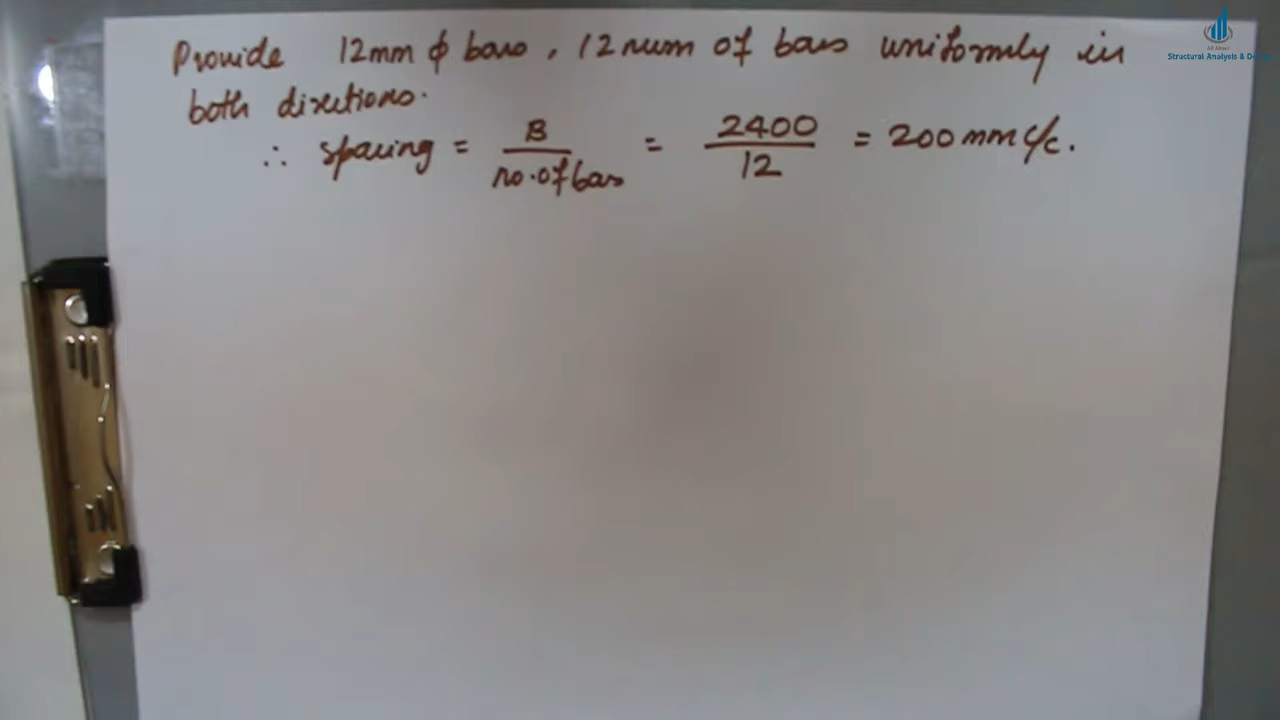 Provide 12mm ϕ bars, 12 num of bars uniformly in
both directions.
∴ spacing = B / no. of bars = 2400 / 12 = 200 mm c/c.
Structural Analysis & De